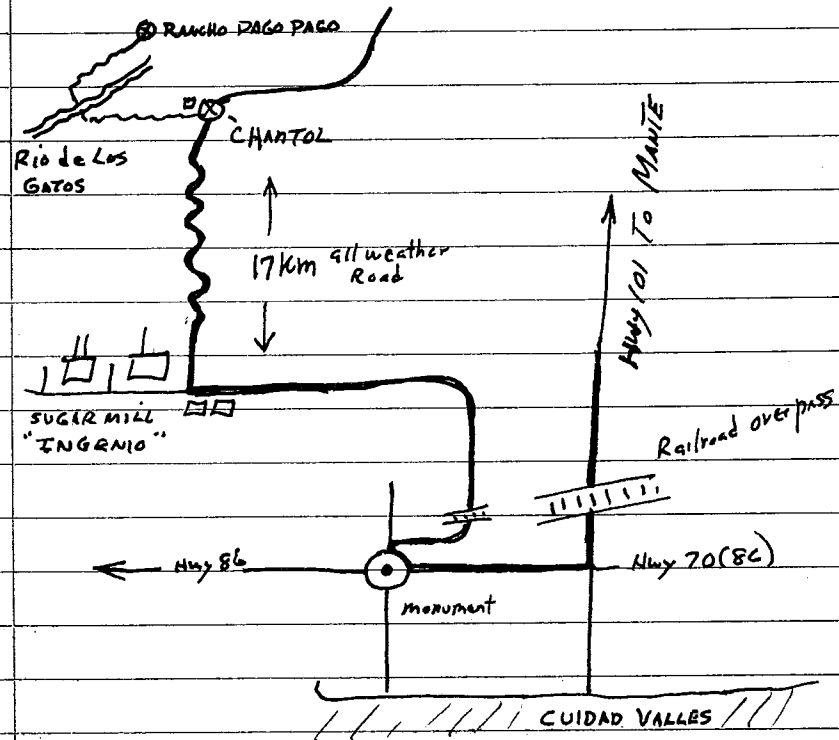 RANCHO PAGO PAGO
CHANTOL
Rio de Los
GATOS
17Km all weather
Road
Hwy 101 To MANTE
SUGAR MILL
"INGENIO"
Railroad overpass
Hwy 86
Hwy 70(86)
monument
CUIDAD VALLES